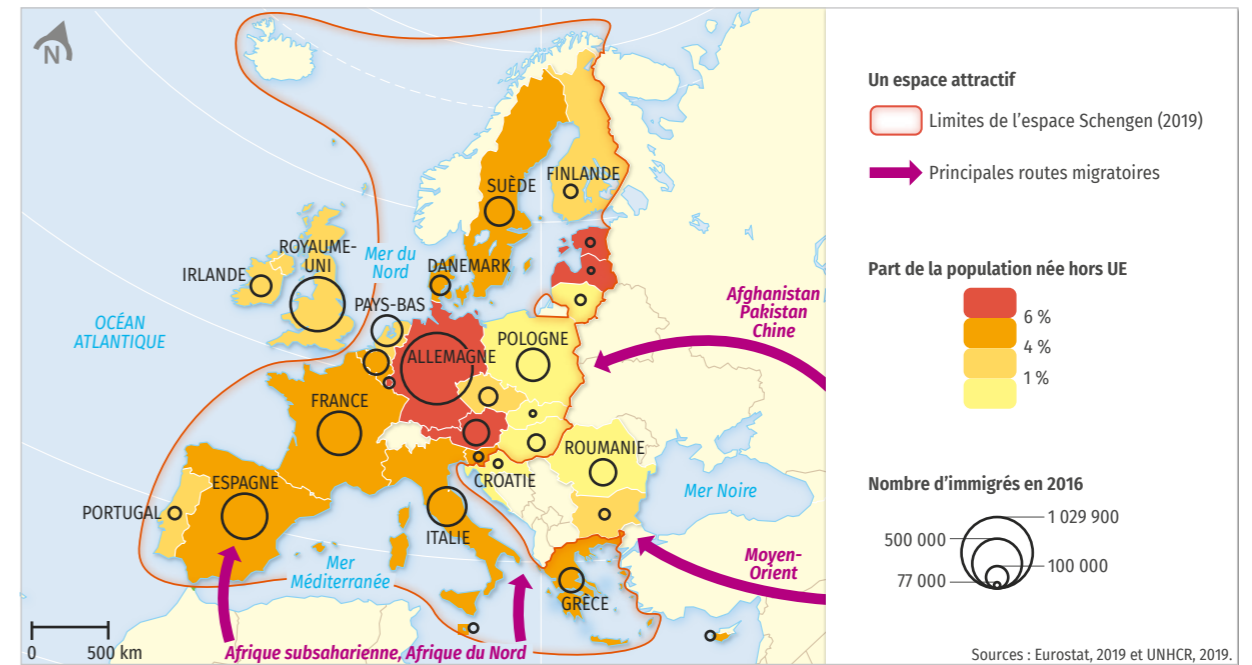 N
SUÈDE
FINLANDE
ROYAUME-
UNI
IRLANDE
Mer du
Nord
DANEMARK
PAYS-BAS
OCÉAN
ATLANTIQUE
ALLEMAGNE
POLOGNE
Afghanistan
Pakistan
Chine
FRANCE
ROUMANIE
CROATIE
ESPAGNE
PORTUGAL
ITALIE
Mer Noire
Mer
Méditerranée
Moyen-
Orient
GRÈCE
0 500 km
Afrique subsaharienne, Afrique du Nord
Un espace attractif
Limites de l'espace Schengen (2019)
Principales routes migratoires
Part de la population née hors UE
6 %
4 %
1 %
Nombre d'immigrés en 2016
1 029 900
500 000
100 000
77 000
Sources : Eurostat, 2019 et UNHCR, 2019.